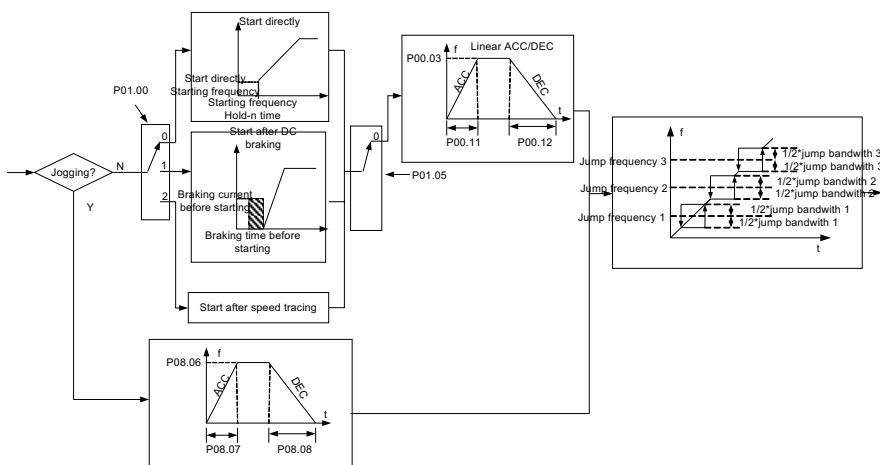 Start directly
Start directly
Starting frequency
Starting frequency
Hold-n time
P01.00
0
1
2
Jogging?
N
Y
Start after DC
braking
Braking current
before starting
Braking time before
starting
Start after speed tracing
0
P01.05
f
Linear ACC/DEC
P00.03
ACC
DEC
t
P00.11
P00.12
f
P08.06
ACC
DEC
t
P08.07
P08.08
f
Jump frequency 3
1/2*jump bandwith 3
1/2*jump bandwith 3
Jump frequency 2
1/2*jump bandwith 2
1/2*jump bandwith 2
Jump frequency 1
1/2*jump bandwith 1
1/2*jump bandwith 1
t